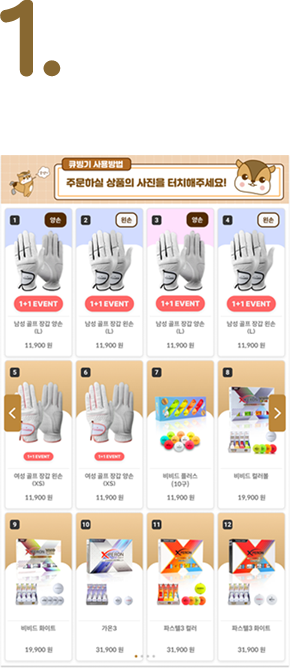 1.
큐빙기 사용방법
주문하실 상품의 사진을 터치해주세요!
1 양손
2 왼손
3 양손
4 왼손
1+1 EVENT
1+1 EVENT
1+1 EVENT
1+1 EVENT
남성 골프 장갑 양손
(L)
11,900 원
남성 골프 장갑 왼손
(L)
11,900 원
남성 골프 장갑 양손
(L)
11,900 원
남성 골프 장갑 왼손
(L)
11,900 원
5
6
7
8
1+1 EVENT
1+1 EVENT
여성 골프 장갑 왼손
(XS)
11,900 원
여성 골프 장갑 양손
(XS)
11,900 원
비비드 플러스
(10구)
11,900 원
비비드 컬러볼
19,900 원
9
10
11
12
비비드 화이트
19,900 원
가온3
31,900 원
파스텔3 컬러
31,900 원
파스텔3 화이트
31,900 원